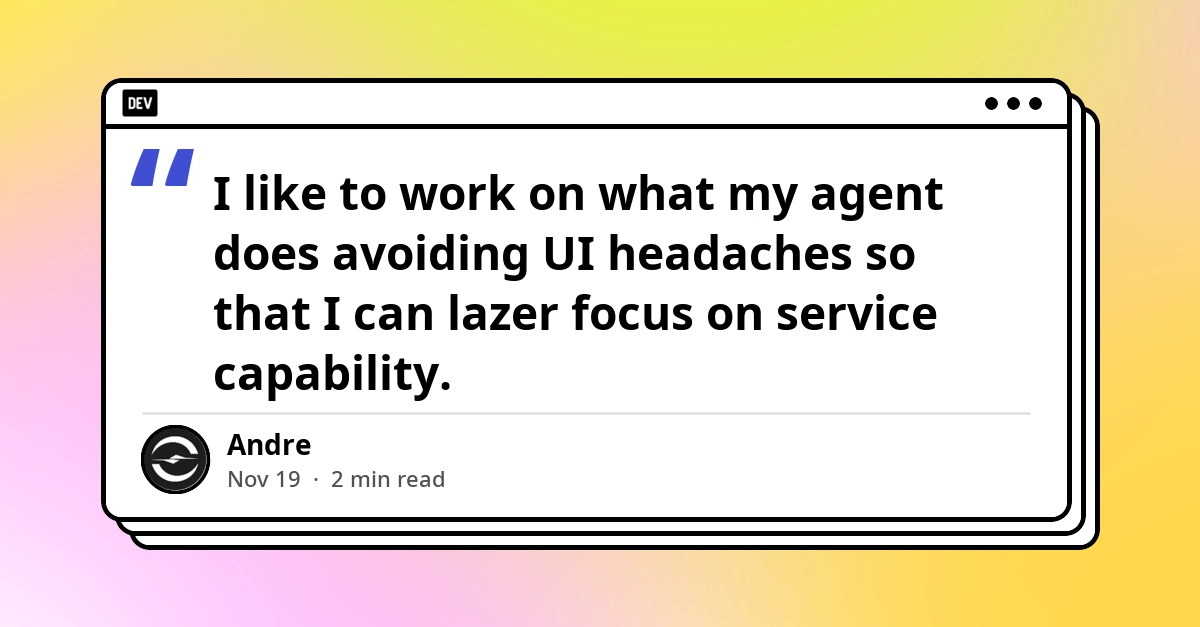 DEV
“ I like to work on what my agent
does avoiding UI headaches so
that I can lazer focus on service
capability.
Andre
Nov 19 · 2 min read